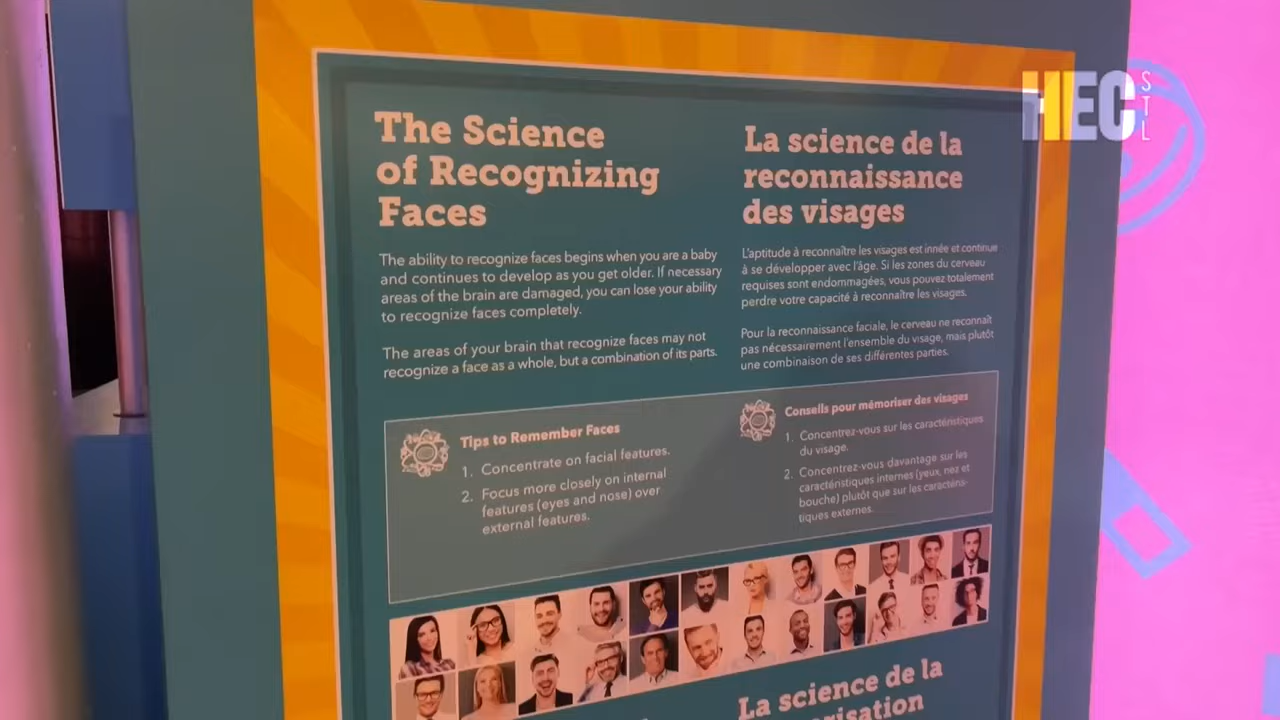 HEC
STL
The Science
of Recognizing
Faces
The ability to recognize faces begins when you are a baby
and continues to develop as you get older. If necessary
areas of the brain are damaged, you can lose your ability
to recognize faces completely.
The areas of your brain that recognize faces may not
recognize a face as a whole, but a combination of its parts.
La science de la
reconnaissance
des visages
L'aptitude à reconnaître les visages est innée et continue
à se développer avec l'âge. Si les zones du cerveau
requises sont endommagées, vous pouvez totalement
perdre votre capacité à reconnaître les visages.
Pour la reconnaissance faciale, le cerveau ne reconnaît
pas nécessairement l'ensemble du visage, mais plutôt
une combinaison de ses différentes parties.
Tips to Remember Faces
1. Concentrate on facial features.
2. Focus more closely on internal
features (eyes and nose) over
external features.
Conseils pour mémoriser des visages
1. Concentrez-vous sur les caractéristiques
du visage.
2. Concentrez-vous davantage sur les
caractéristiques internes (yeux, nez et
bouche) plutôt que sur les caractéris-
tiques externes.
La science de la